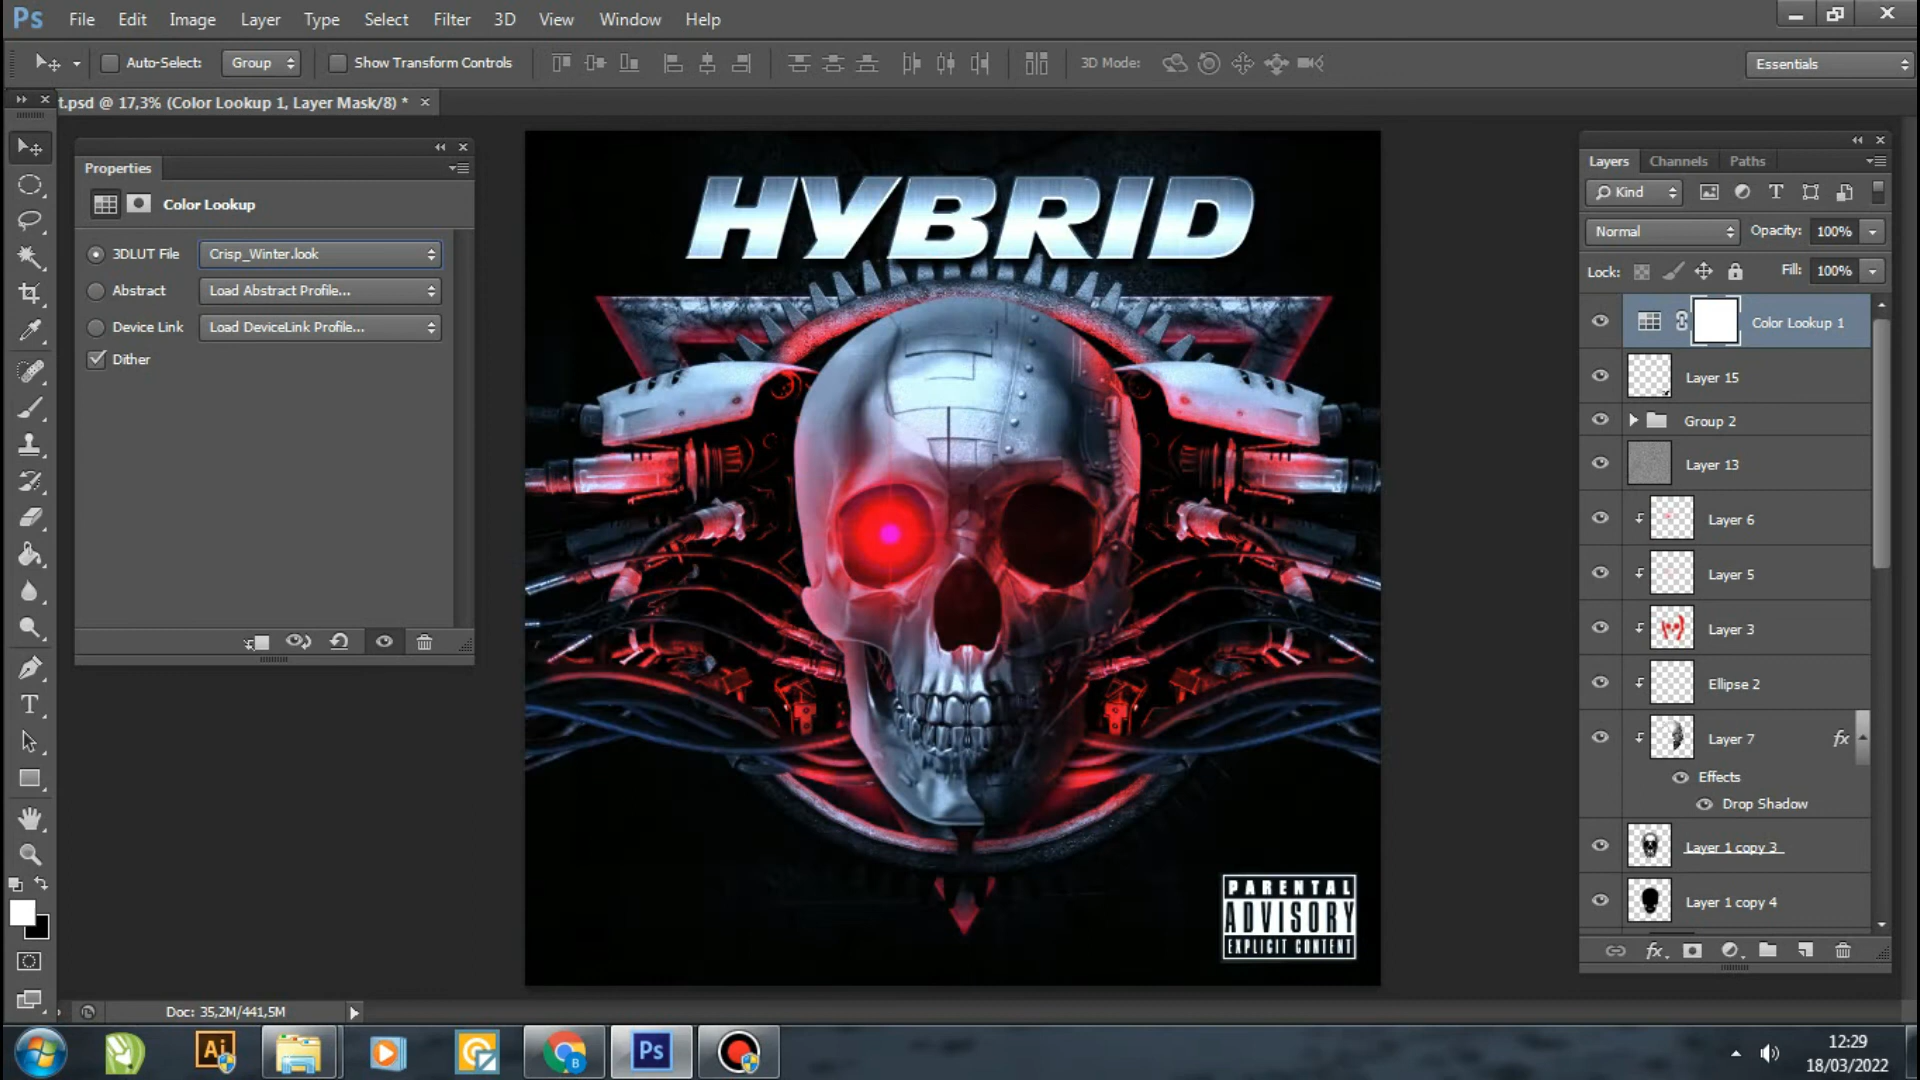 Ps File Edit Image Layer Type Select Filter 3D View Window Help
Auto-Select: Group Show Transform Controls 3D Mode: Essentials
t.psd @ 17,3% (Color Lookup 1, Layer Mask/8) *
Properties
Color Lookup
3DLUT File Crisp_Winter.look
Abstract Load Abstract Profile...
Device Link Load DeviceLink Profile...
Dither
HYBRID
PARENTAL
ADVISORY
EXPLICIT CONTENT
Layers Channels Paths
Kind
Normal Opacity: 100%
Lock: Fill: 100%
Color Lookup 1
Layer 15
Group 2
Layer 13
Layer 6
Layer 5
Layer 3
Ellipse 2
Layer 7 fx
Effects
Drop Shadow
Layer 1 copy 3
Layer 1 copy 4
fx
Doc: 35,2M/441,5M
Ai
B
Ps
12:29
18/03/2022